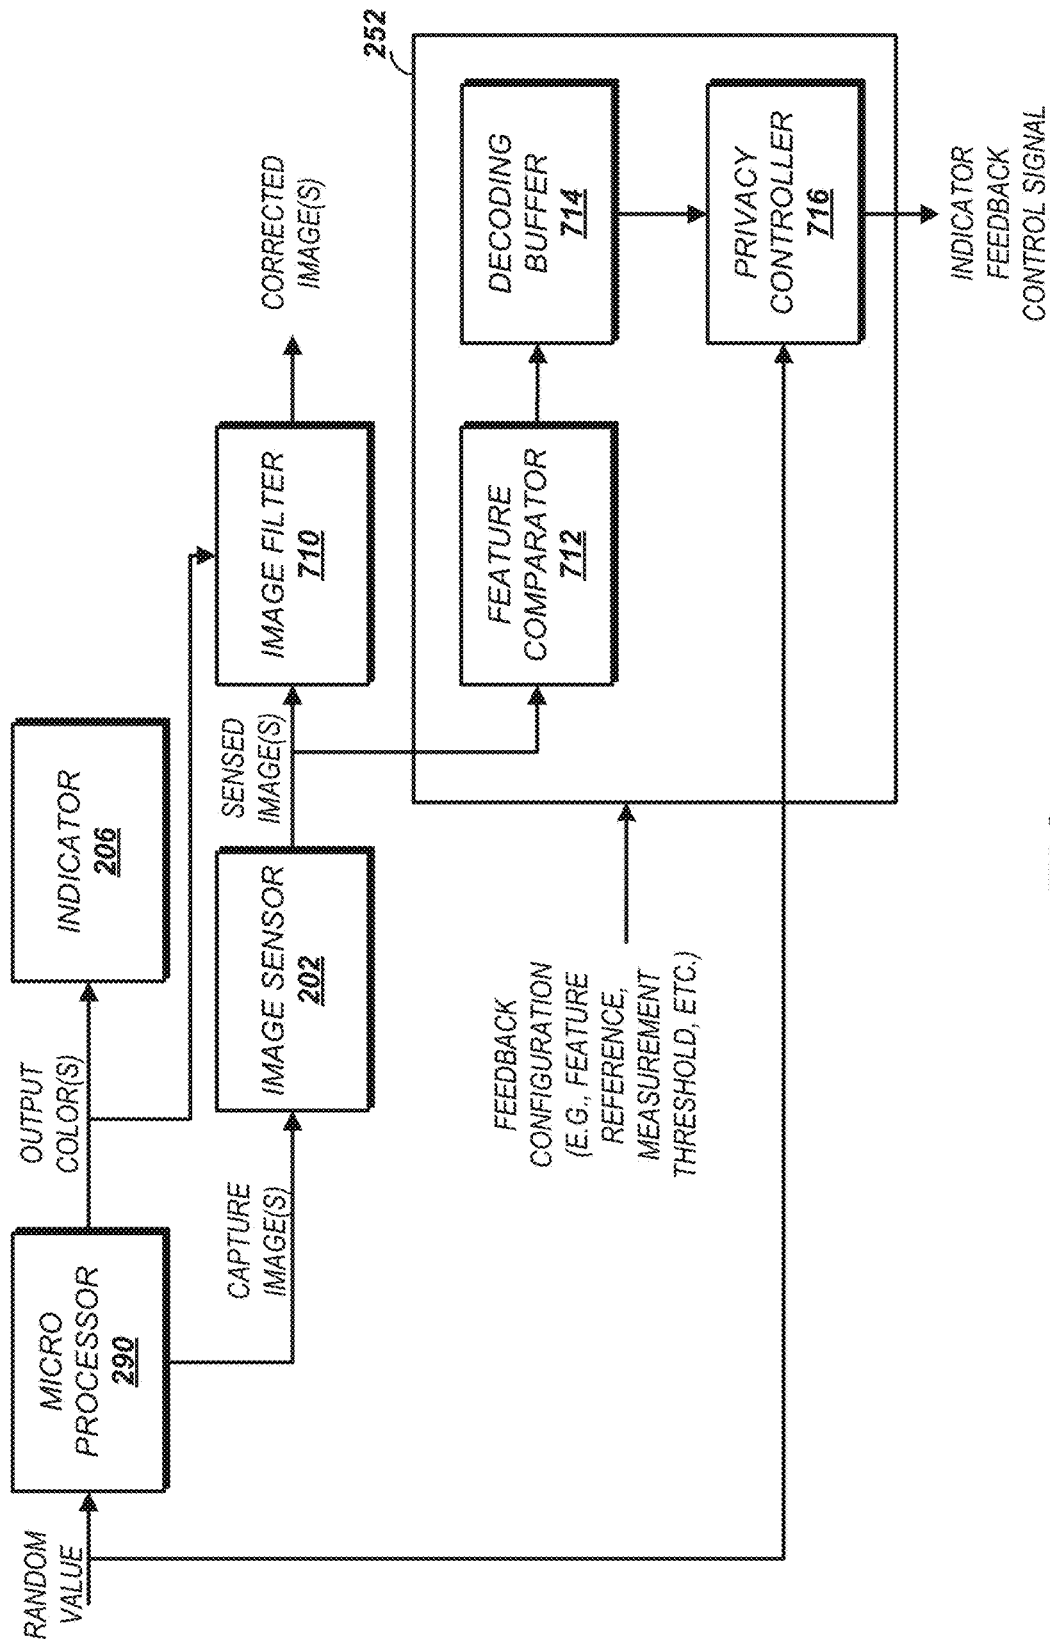 RANDOM
VALUE
MICRO
PROCESSOR
290
OUTPUT
COLOR(S)
INDICATOR
206
CAPTURE
IMAGE(S)
IMAGE SENSOR
202
SENSED
IMAGE(S)
IMAGE FILTER
710
CORRECTED
IMAGE(S)
252
FEEDBACK
CONFIGURATION
(E.G., FEATURE
REFERENCE,
MEASUREMENT
THRESHOLD, ETC.)
FEATURE
COMPARATOR
712
DECODING
BUFFER
714
PRIVACY
CONTROLLER
716
INDICATOR
FEEDBACK
CONTROL SIGNAL